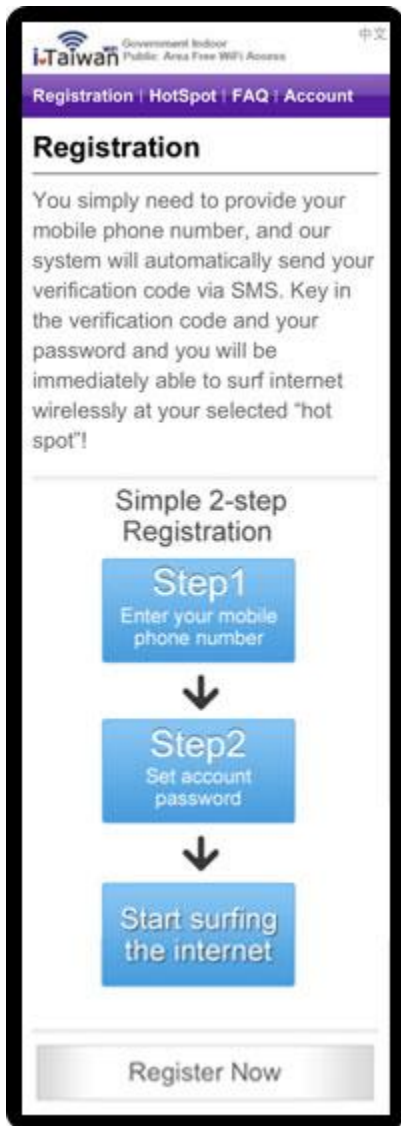 中文
i-Taiwan Government Indoor
Public Area Free WiFi Access
Registration | HotSpot | FAQ | Account
Registration
You simply need to provide your
mobile phone number, and our
system will automatically send your
verification code via SMS. Key in
the verification code and your
password and you will be
immediately able to surf internet
wirelessly at your selected “hot
spot”!
Simple 2-step
Registration
Step1
Enter your mobile
phone number
Step2
Set account
password
Start surfing
the internet
Register Now